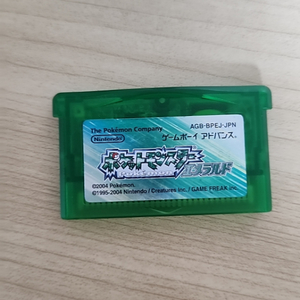 The Pokémon Company
AGB-BPEJ-JPN
Nintendo
ゲームボーイ アドバンス
ポケットモンスター
エメラルド
©2004 Pokémon.
©1995-2004 Nintendo / Creatures inc. / GAME FREAK inc.